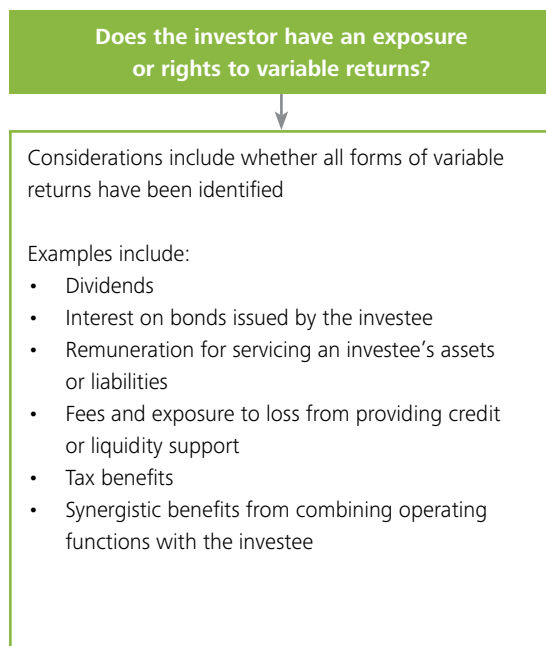 Does the investor have an exposure
or rights to variable returns?
Considerations include whether all forms of variable
returns have been identified
Examples include:
• Dividends
• Interest on bonds issued by the investee
• Remuneration for servicing an investee’s assets
or liabilities
• Fees and exposure to loss from providing credit
or liquidity support
• Tax benefits
• Synergistic benefits from combining operating
functions with the investee